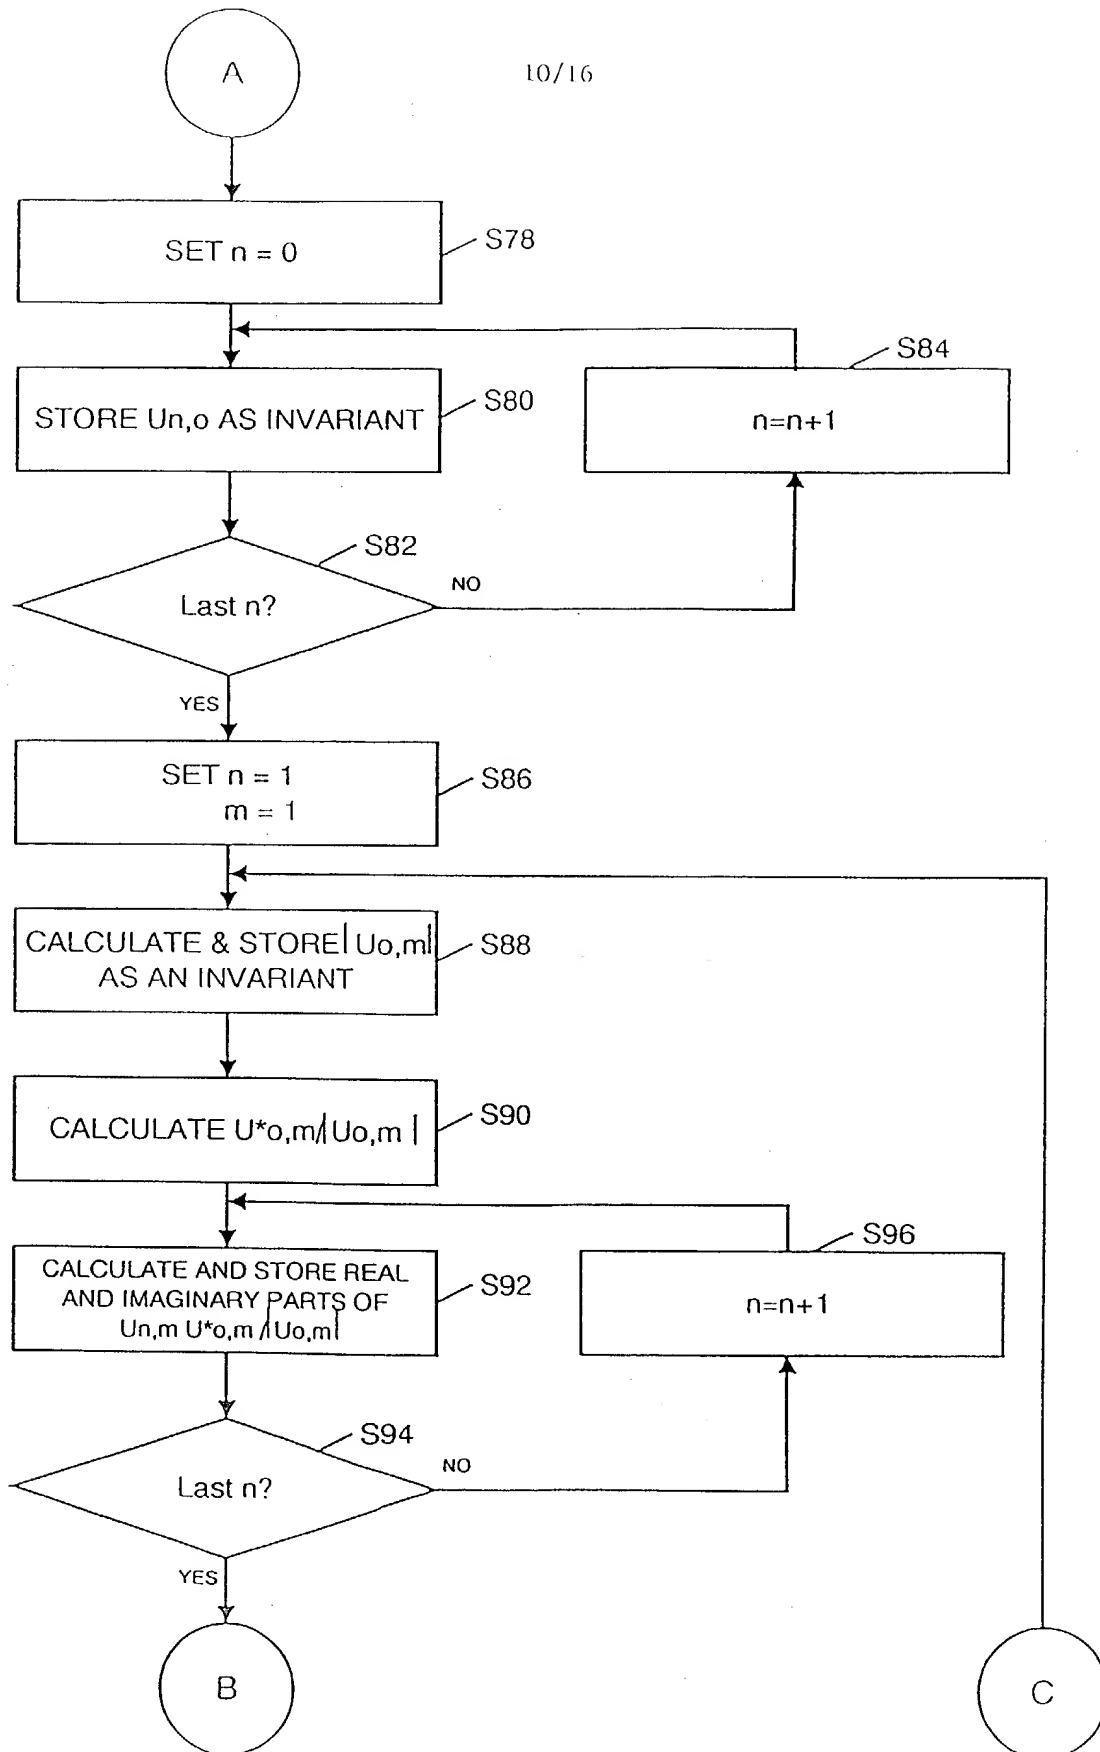 A
10/16
SET n = 0
S78
S84
STORE Un,o AS INVARIANT
S80
n=n+1
S82
Last n?
NO
YES
SET n = 1
m = 1
S86
CALCULATE & STORE|Uo,m|
AS AN INVARIANT
S88
CALCULATE U*o,m/|Uo,m|
S90
S96
CALCULATE AND STORE REAL
AND IMAGINARY PARTS OF
Un,m U*o,m/|Uo,m|
S92
n=n+1
S94
Last n?
NO
YES
B
C